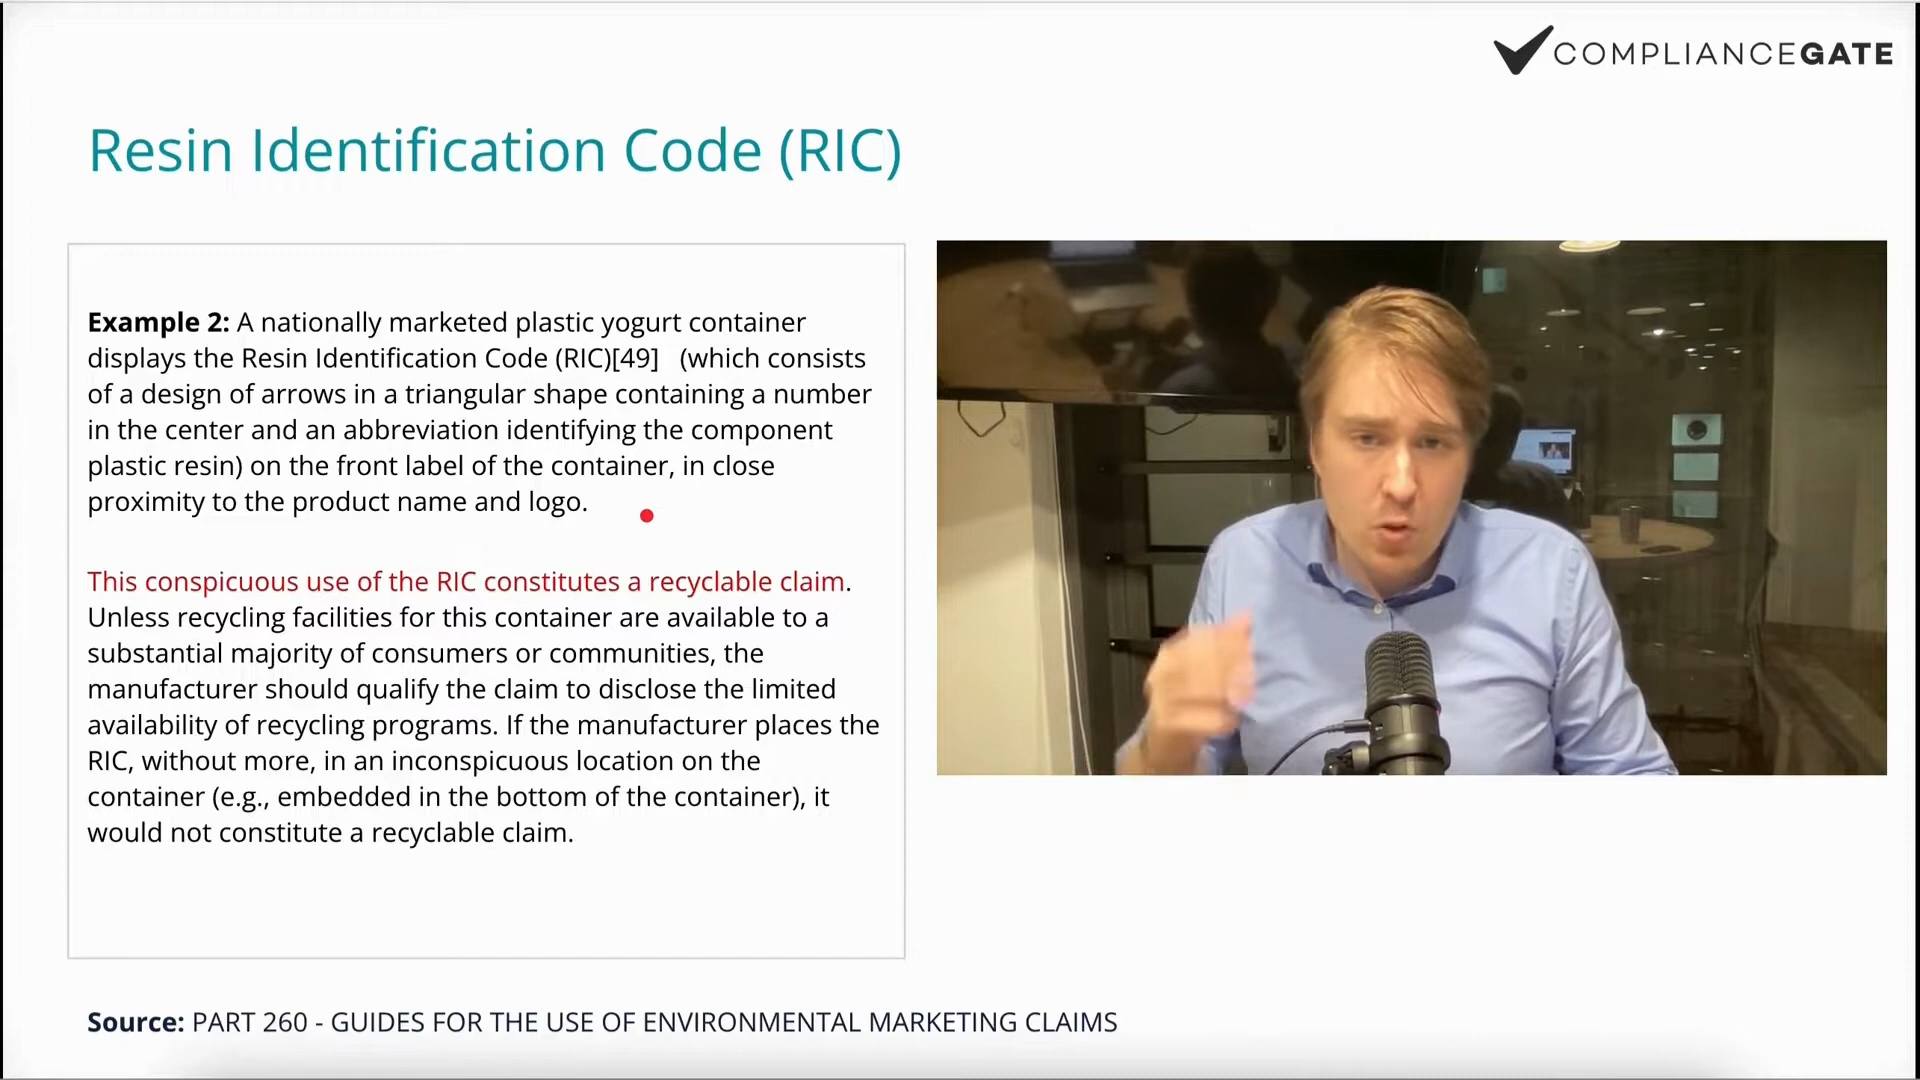 COMPLIANCEGATE
Resin Identification Code (RIC)
Example 2: A nationally marketed plastic yogurt container
displays the Resin Identification Code (RIC)[49]   (which consists
of a design of arrows in a triangular shape containing a number
in the center and an abbreviation identifying the component
plastic resin) on the front label of the container, in close
proximity to the product name and logo.
This conspicuous use of the RIC constitutes a recyclable claim.
Unless recycling facilities for this container are available to a
substantial majority of consumers or communities, the
manufacturer should qualify the claim to disclose the limited
availability of recycling programs. If the manufacturer places the
RIC, without more, in an inconspicuous location on the
container (e.g., embedded in the bottom of the container), it
would not constitute a recyclable claim.
Source: PART 260 - GUIDES FOR THE USE OF ENVIRONMENTAL MARKETING CLAIMS